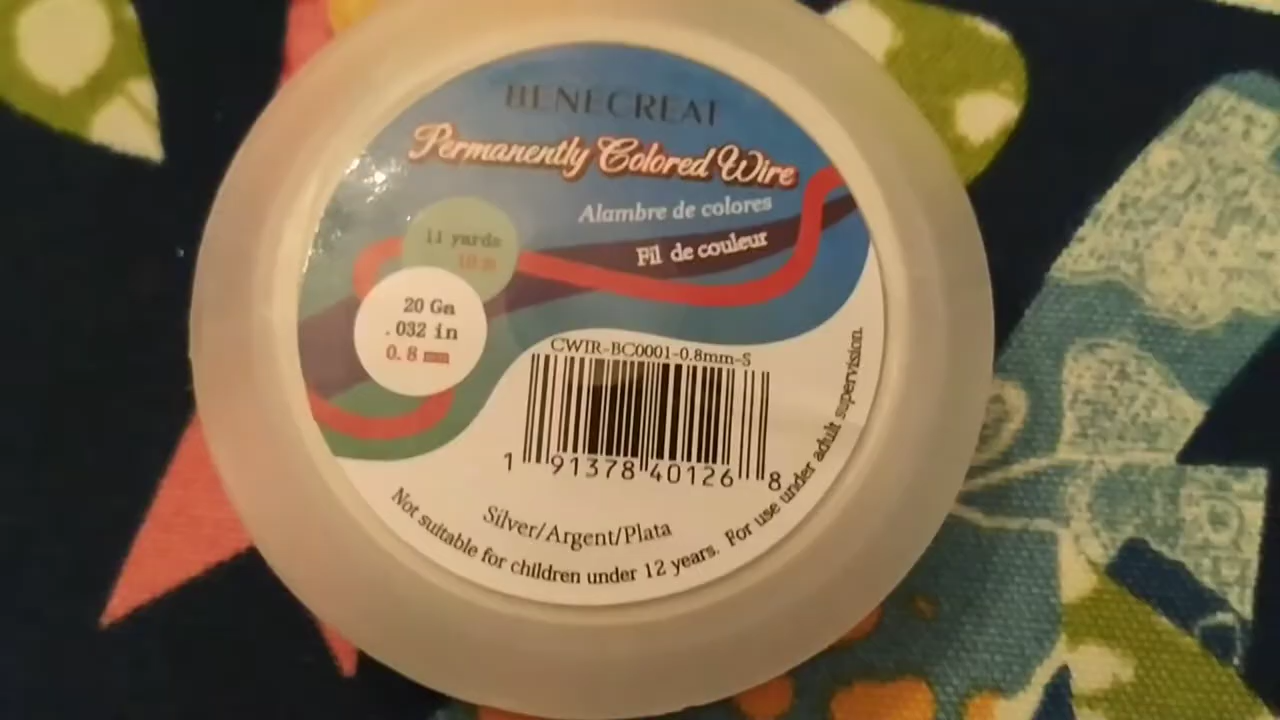 BENECREAT
Permanently Colored Wire
Alambre de colores
Fil de couleur
11 yards
10 m
20 Ga
.032 in
0.8 mm
CWIR-BC0001-0.8mm-S
1 91378 40126 8
Silver/Argent/Plata
Not suitable for children under 12 years. For use under adult supervision.